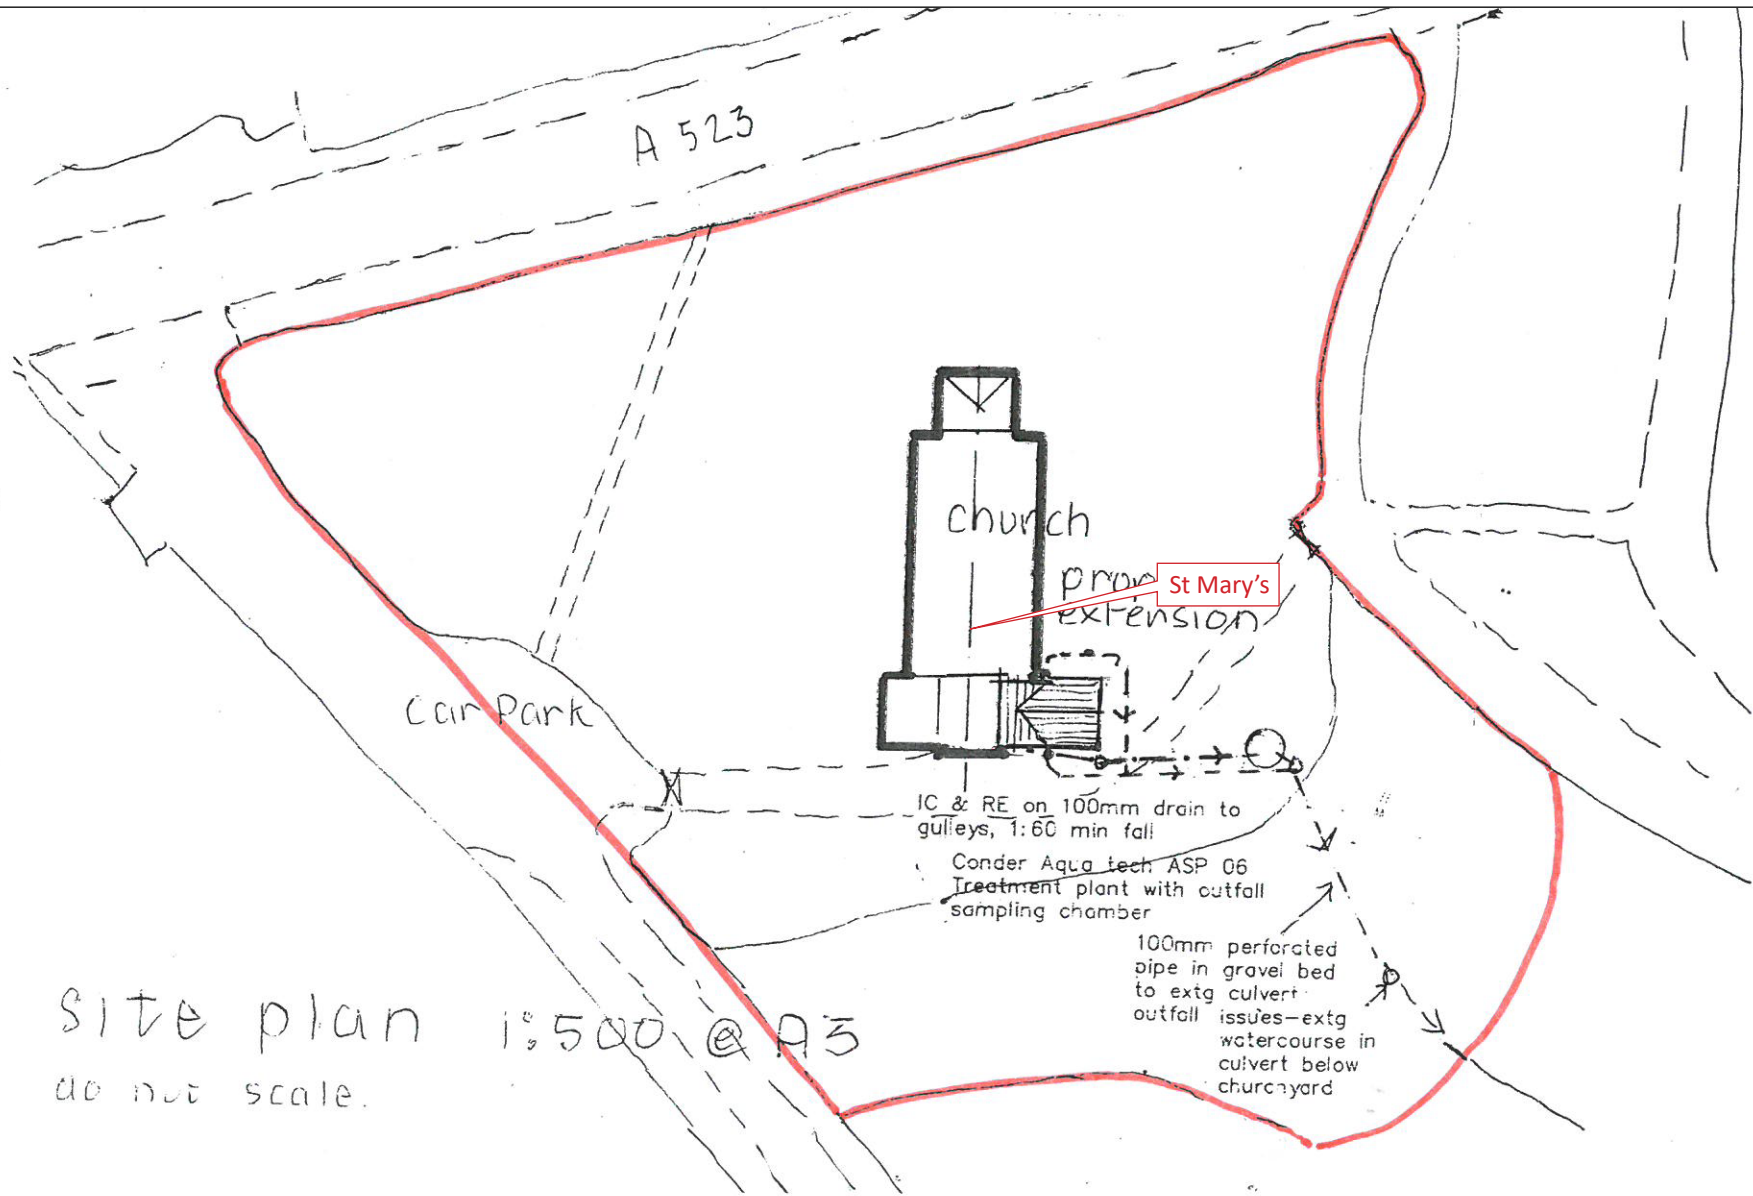 A 523
church
prop
St Mary's
extension
Car Park
IC & RE on 100mm drain to
gulleys, 1:60 min fall
Conder Aqua tech ASP 06
Treatment plant with outfall
sampling chamber
100mm perforated
pipe in gravel bed
to extg culvert
outfall
issues-extg
watercourse in
culvert below
churchyard
site plan 1:500 @ A3
do not scale.